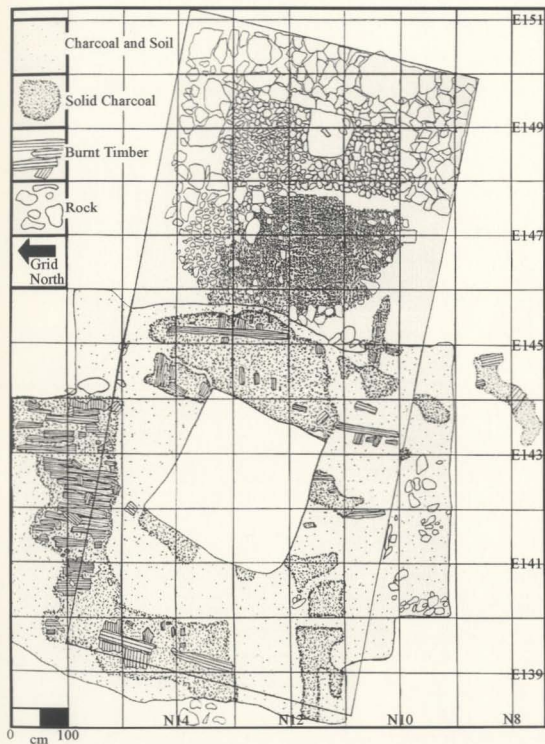 Charcoal and Soil
Solid Charcoal
Burnt Timber
Rock
Grid
North
E151
E149
E147
E145
E143
E141
E139
N14
N12
N10
N8
0
100
cm